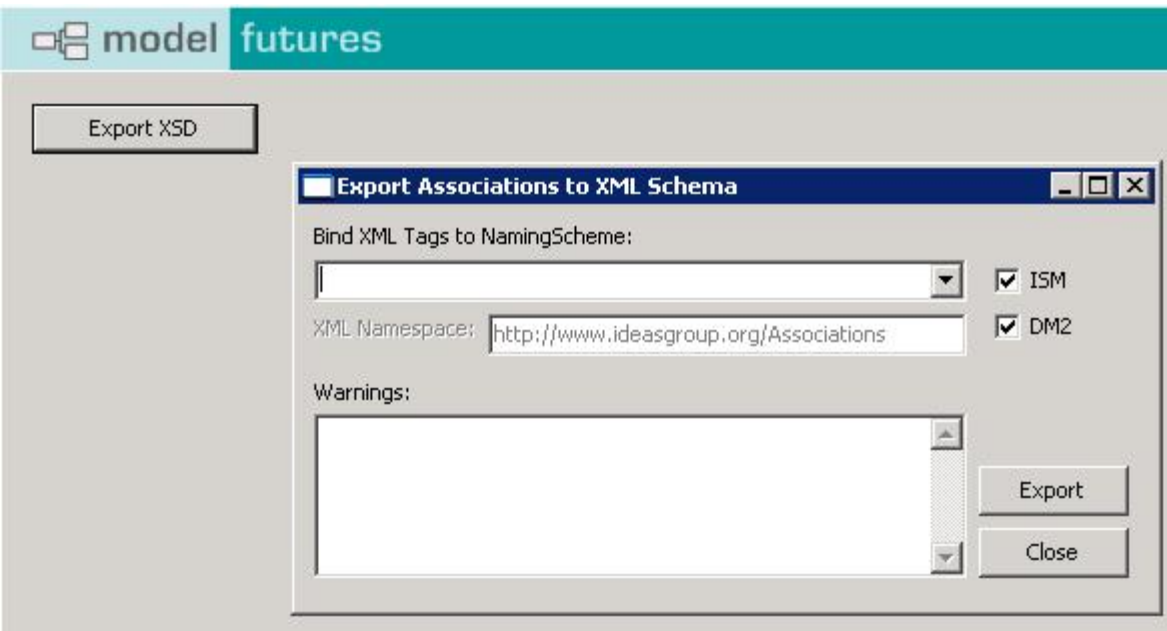 model futures
Export XSD
Export Associations to XML Schema
Bind XML Tags to NamingScheme:
ISM
XML Namespace: http://www.ideasgroup.org/Associations
DM2
Warnings:
Export
Close